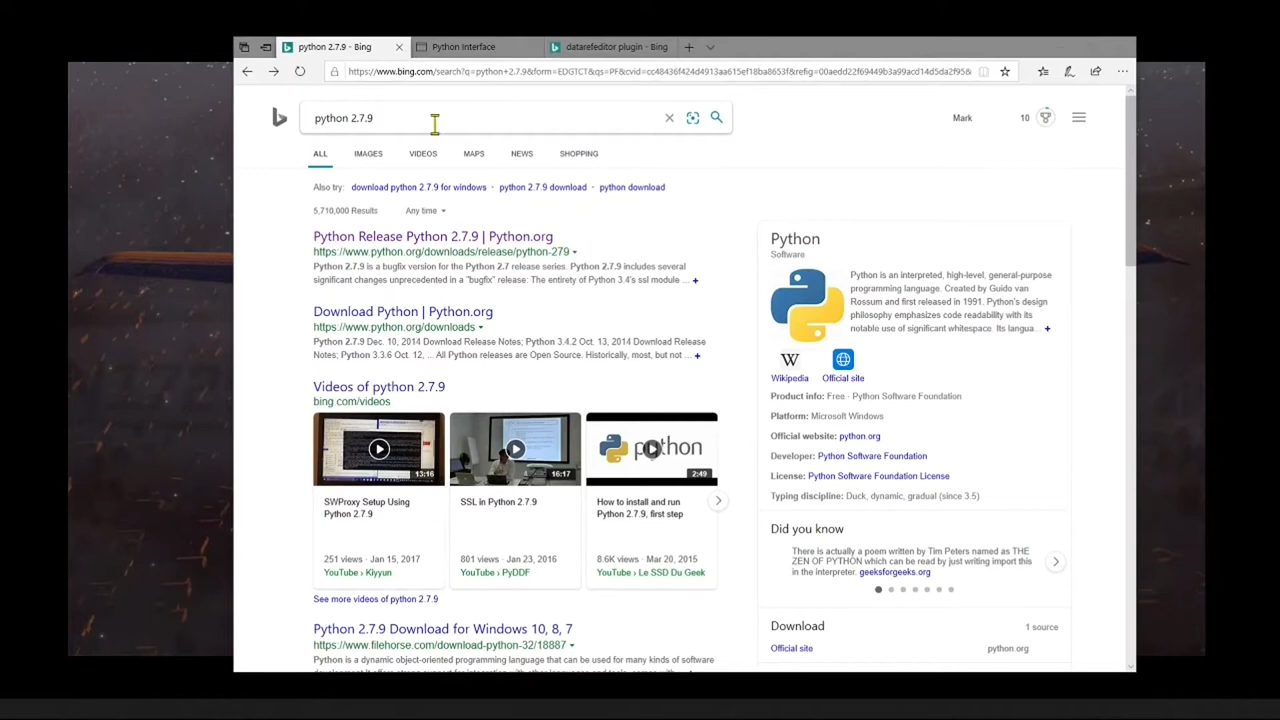 python 2.7.9 - Bing
Python Interface
datarefeditor plugin - Bing
https://www.bing.com/search?q=python+2.7.9&form=EDGTCT&qs=PF&cvid=cc48436f424d4913aa615ef18ba8653f&refig=00aedd22f69449b3a99acd14d5da2f95&
python 2.7.9
Mark
10
ALL
IMAGES
VIDEOS
MAPS
NEWS
SHOPPING
Also try: download python 2.7.9 for windows · python 2.7.9 download · python download
5,710,000 Results
Any time
Python Release Python 2.7.9 | Python.org
https://www.python.org/downloads/release/python-279
Python 2.7.9 is a bugfix version for the Python 2.7 release series. Python 2.7.9 includes several
significant changes unprecedented in a "bugfix" release: The entirety of Python 3.4's ssl module ...
Download Python | Python.org
https://www.python.org/downloads
Python 2.7.9 Dec. 10, 2014 Download Release Notes; Python 3.4.2 Oct. 13, 2014 Download Release
Notes; Python 3.3.6 Oct. 12, ... All Python releases are Open Source. Historically, most, but not ...
Videos of python 2.7.9
bing.com/videos
13:16
16:17
python
2:49
SWProxy Setup Using
Python 2.7.9
251 views · Jan 15, 2017
YouTube › Kiyyun
SSL in Python 2.7.9
801 views · Jan 23, 2016
YouTube › PyDDF
How to install and run
Python 2.7.9, first step
8.6K views · Mar 20, 2015
YouTube › Le SSD Du Geek
See more videos of python 2.7.9
Python 2.7.9 Download for Windows 10, 8, 7
https://www.filehorse.com/download-python-32/18887
Python is a dynamic object-oriented programming language that can be used for many kinds of software
Python
Software
Python is an interpreted, high-level, general-purpose
programming language. Created by Guido van
Rossum and first released in 1991, Python's design
philosophy emphasizes code readability with its
notable use of significant whitespace. Its langua...
W
Wikipedia
Official site
Product info: Free · Python Software Foundation
Platform: Microsoft Windows
Official website: python.org
Developer: Python Software Foundation
License: Python Software Foundation License
Typing discipline: Duck, dynamic, gradual (since 3.5)
Did you know
There is actually a poem written by Tim Peters named as THE
ZEN OF PYTHON which can be read by just writing import this
in the interpreter. geeksforgeeks.org
Download
1 source
Official site
python.org